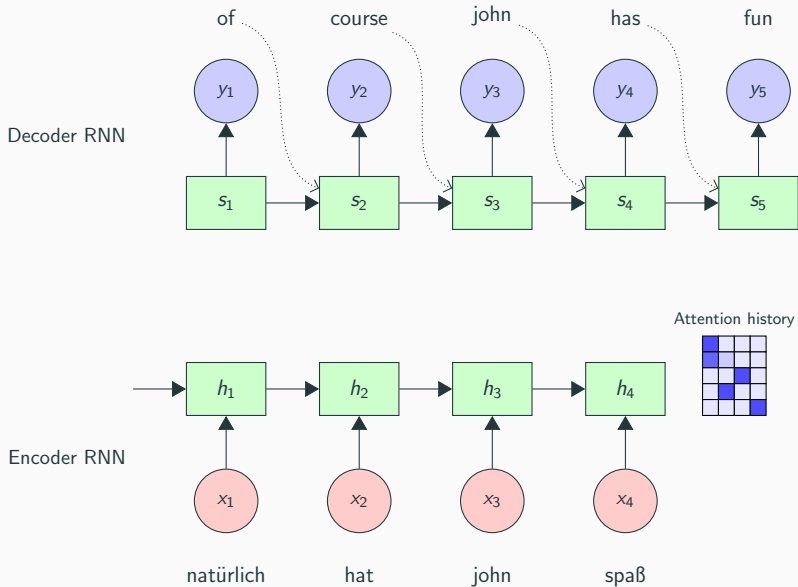 of course john has fun
y1 y2 y3 y4 y5
Decoder RNN
s1 s2 s3 s4 s5
Attention history
h1 h2 h3 h4
Encoder RNN
x1 x2 x3 x4
natürlich hat john spaß